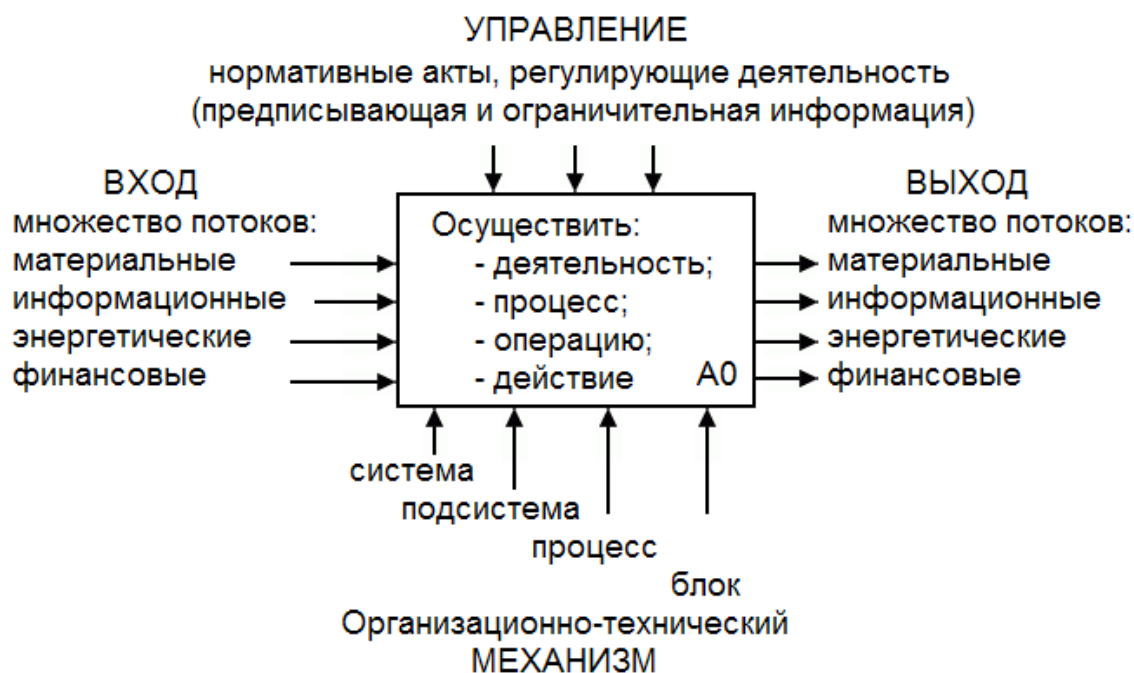 УПРАВЛЕНИЕ
нормативные акты, регулирующие деятельность
(предписывающая и ограничительная информация)
ВХОД
множество потоков:
материальные
информационные
энергетические
финансовые
Осуществить:
- деятельность;
- процесс;
- операцию;
- действие
A0
ВЫХОД
множество потоков:
материальные
информационные
энергетические
финансовые
система
подсистема
процесс
блок
Организационно-технический
МЕХАНИЗМ